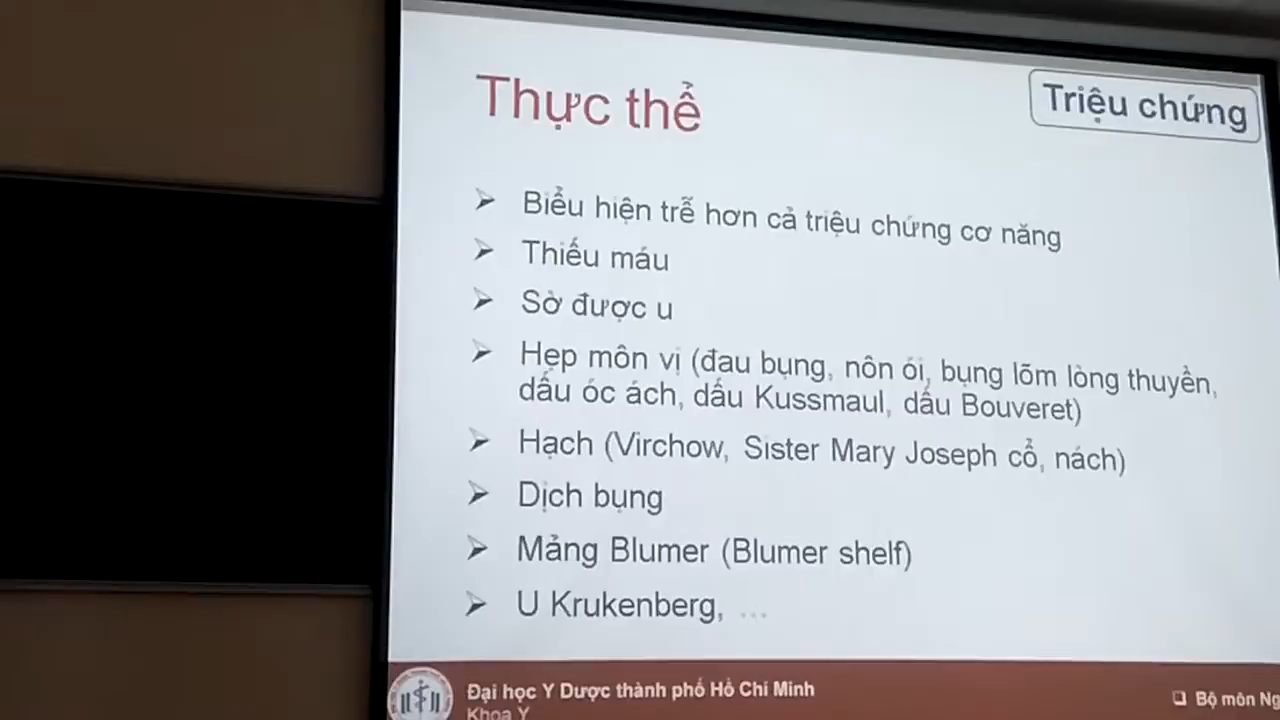 Thực thể
Triệu chứng
Biểu hiện trễ hơn cả triệu chứng cơ năng
Thiếu máu
Sờ được u
Hẹp môn vị (đau bụng, nôn ói, bụng lõm lòng thuyền,
dấu óc ách, dấu Kussmaul, dấu Bouveret)
Hạch (Virchow, Sister Mary Joseph cổ, nách)
Dịch bụng
Mảng Blumer (Blumer shelf)
U Krukenberg, ...
Đại học Y Dược thành phố Hồ Chí Minh
Khoa Y
Bộ môn